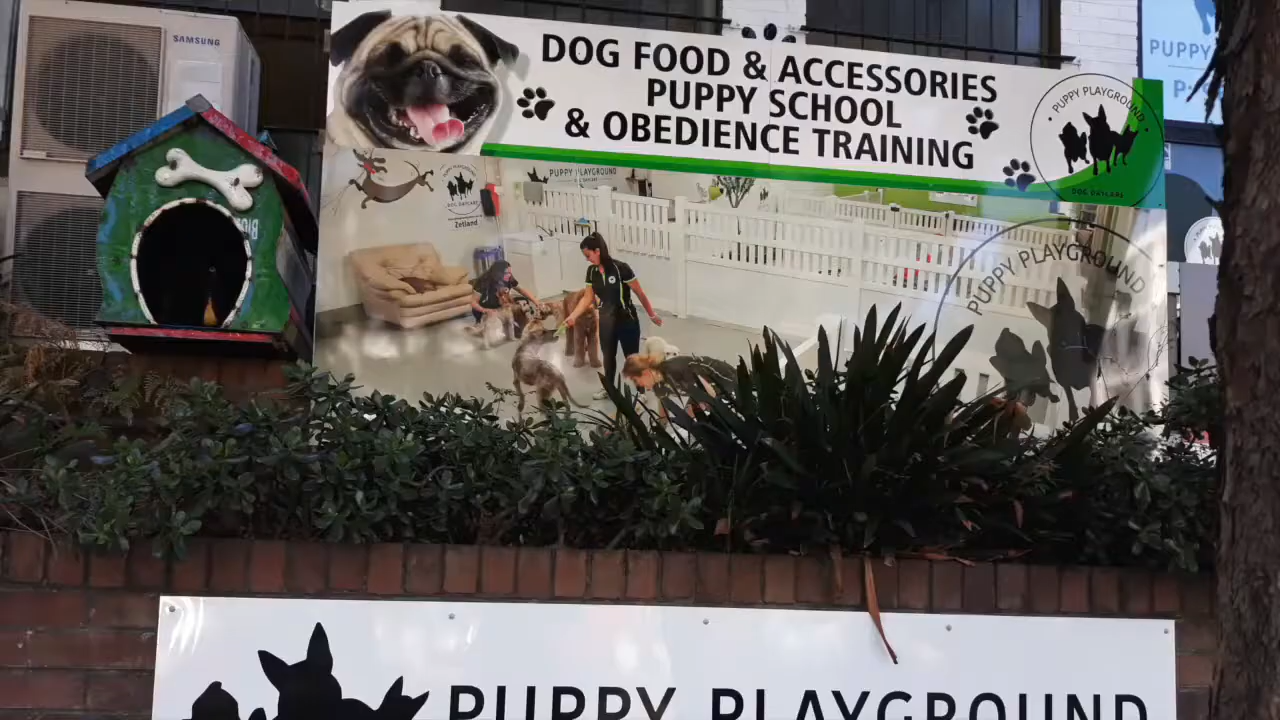 SAMSUNG
DOG FOOD & ACCESSORIES
PUPPY SCHOOL
& OBEDIENCE TRAINING
PUPPY PLAYGROUND
DOG DAYCARE
PUPPY
PUPPY PLAYGROUND
Zetland
PUPPY PLAYGROUND
PUPPY PLAYGROUND